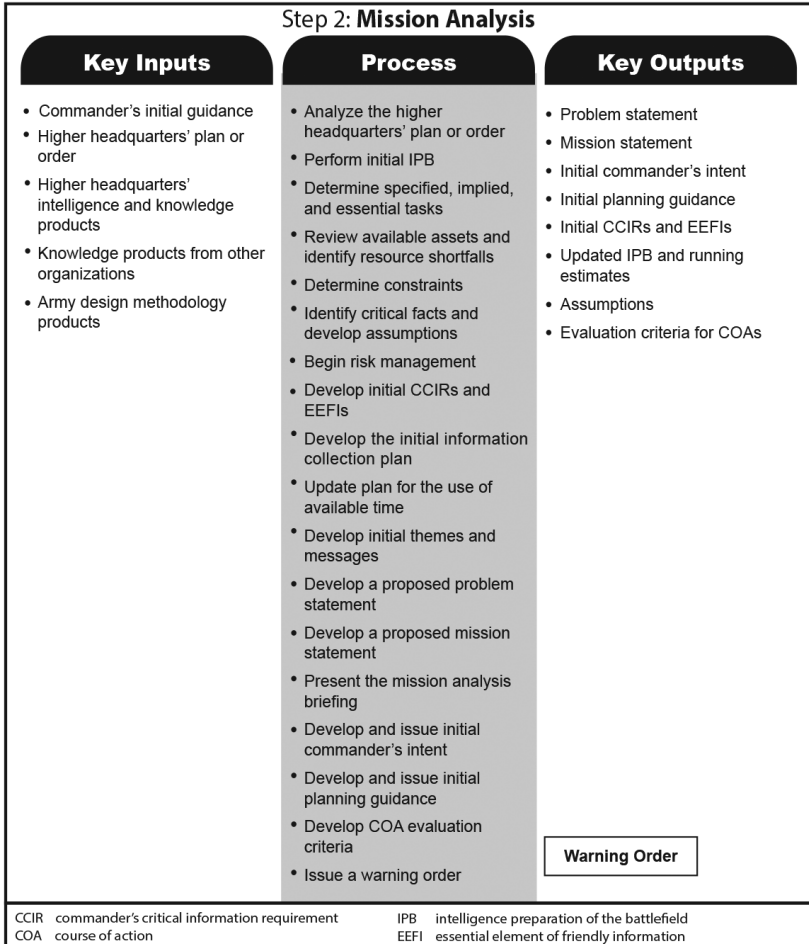 Step 2: Mission Analysis
Key Inputs
• Commander's initial guidance
• Higher headquarters' plan or
order
• Higher headquarters'
intelligence and knowledge
products
• Knowledge products from other
organizations
• Army design methodology
products
Process
• Analyze the higher
headquarters' plan or order
• Perform initial IPB
• Determine specified, implied,
and essential tasks
• Review available assets and
identify resource shortfalls
• Determine constraints
• Identify critical facts and
develop assumptions
• Begin risk management
• Develop initial CCIRs and
EEFIs
• Develop the initial information
collection plan
• Update plan for the use of
available time
• Develop initial themes and
messages
• Develop a proposed problem
statement
• Develop a proposed mission
statement
• Present the mission analysis
briefing
• Develop and issue initial
commander's intent
• Develop and issue initial
planning guidance
• Develop COA evaluation
criteria
• Issue a warning order
Key Outputs
• Problem statement
• Mission statement
• Initial commander's intent
• Initial planning guidance
• Initial CCIRs and EEFIs
• Updated IPB and running
estimates
• Assumptions
• Evaluation criteria for COAs
Warning Order
CCIR commander's critical information requirement
COA course of action
IPB intelligence preparation of the battlefield
EEFI essential element of friendly information